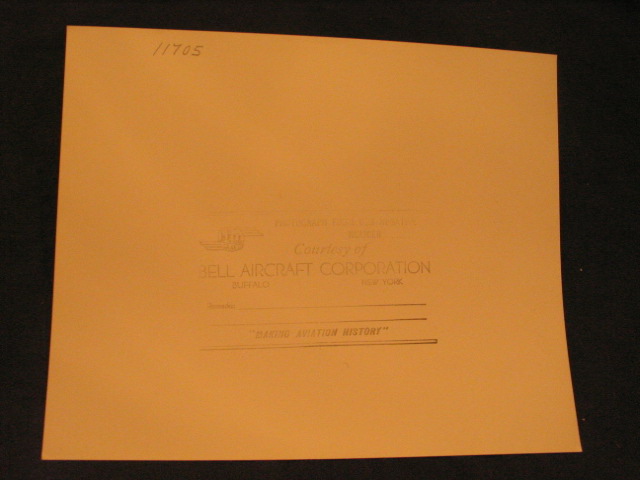 11705
Courtesy of
BELL AIRCRAFT CORPORATION
BUFFALO NEW YORK
"MAKING AVIATION HISTORY"